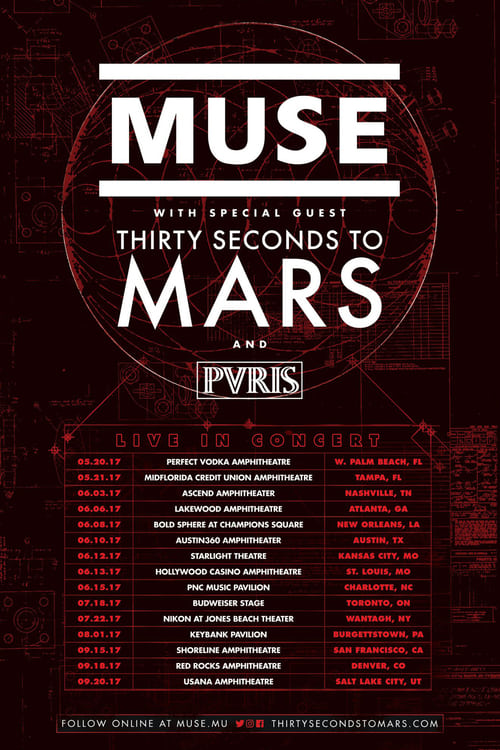 MUSE
WITH SPECIAL GUEST
THIRTY SECONDS TO
MARS
AND
PVRIS
LIVE IN CONCERT
05.20.17 PERFECT VODKA AMPHITHEATRE W. PALM BEACH, FL
05.21.17 MIDFLORIDA CREDIT UNION AMPHITHEATRE TAMPA, FL
06.03.17 ASCEND AMPHITHEATER NASHVILLE, TN
06.06.17 LAKEWOOD AMPHITHEATRE ATLANTA, GA
06.08.17 BOLD SPHERE AT CHAMPIONS SQUARE NEW ORLEANS, LA
06.10.17 AUSTIN360 AMPHITHEATER AUSTIN, TX
06.12.17 STARLIGHT THEATRE KANSAS CITY, MO
06.13.17 HOLLYWOOD CASINO AMPHITHEATRE ST. LOUIS, MO
06.15.17 PNC MUSIC PAVILION CHARLOTTE, NC
07.18.17 BUDWEISER STAGE TORONTO, ON
07.22.17 NIKON AT JONES BEACH THEATER WANTAGH, NY
08.01.17 KEYBANK PAVILION BURGETTSTOWN, PA
09.15.17 SHORELINE AMPHITHEATRE SAN FRANCISCO, CA
09.18.17 RED ROCKS AMPHITHEATRE DENVER, CO
09.20.17 USANA AMPHITHEATRE SALT LAKE CITY, UT
FOLLOW ONLINE AT MUSE.MU THIRTYSECONDSTOMARS.COM